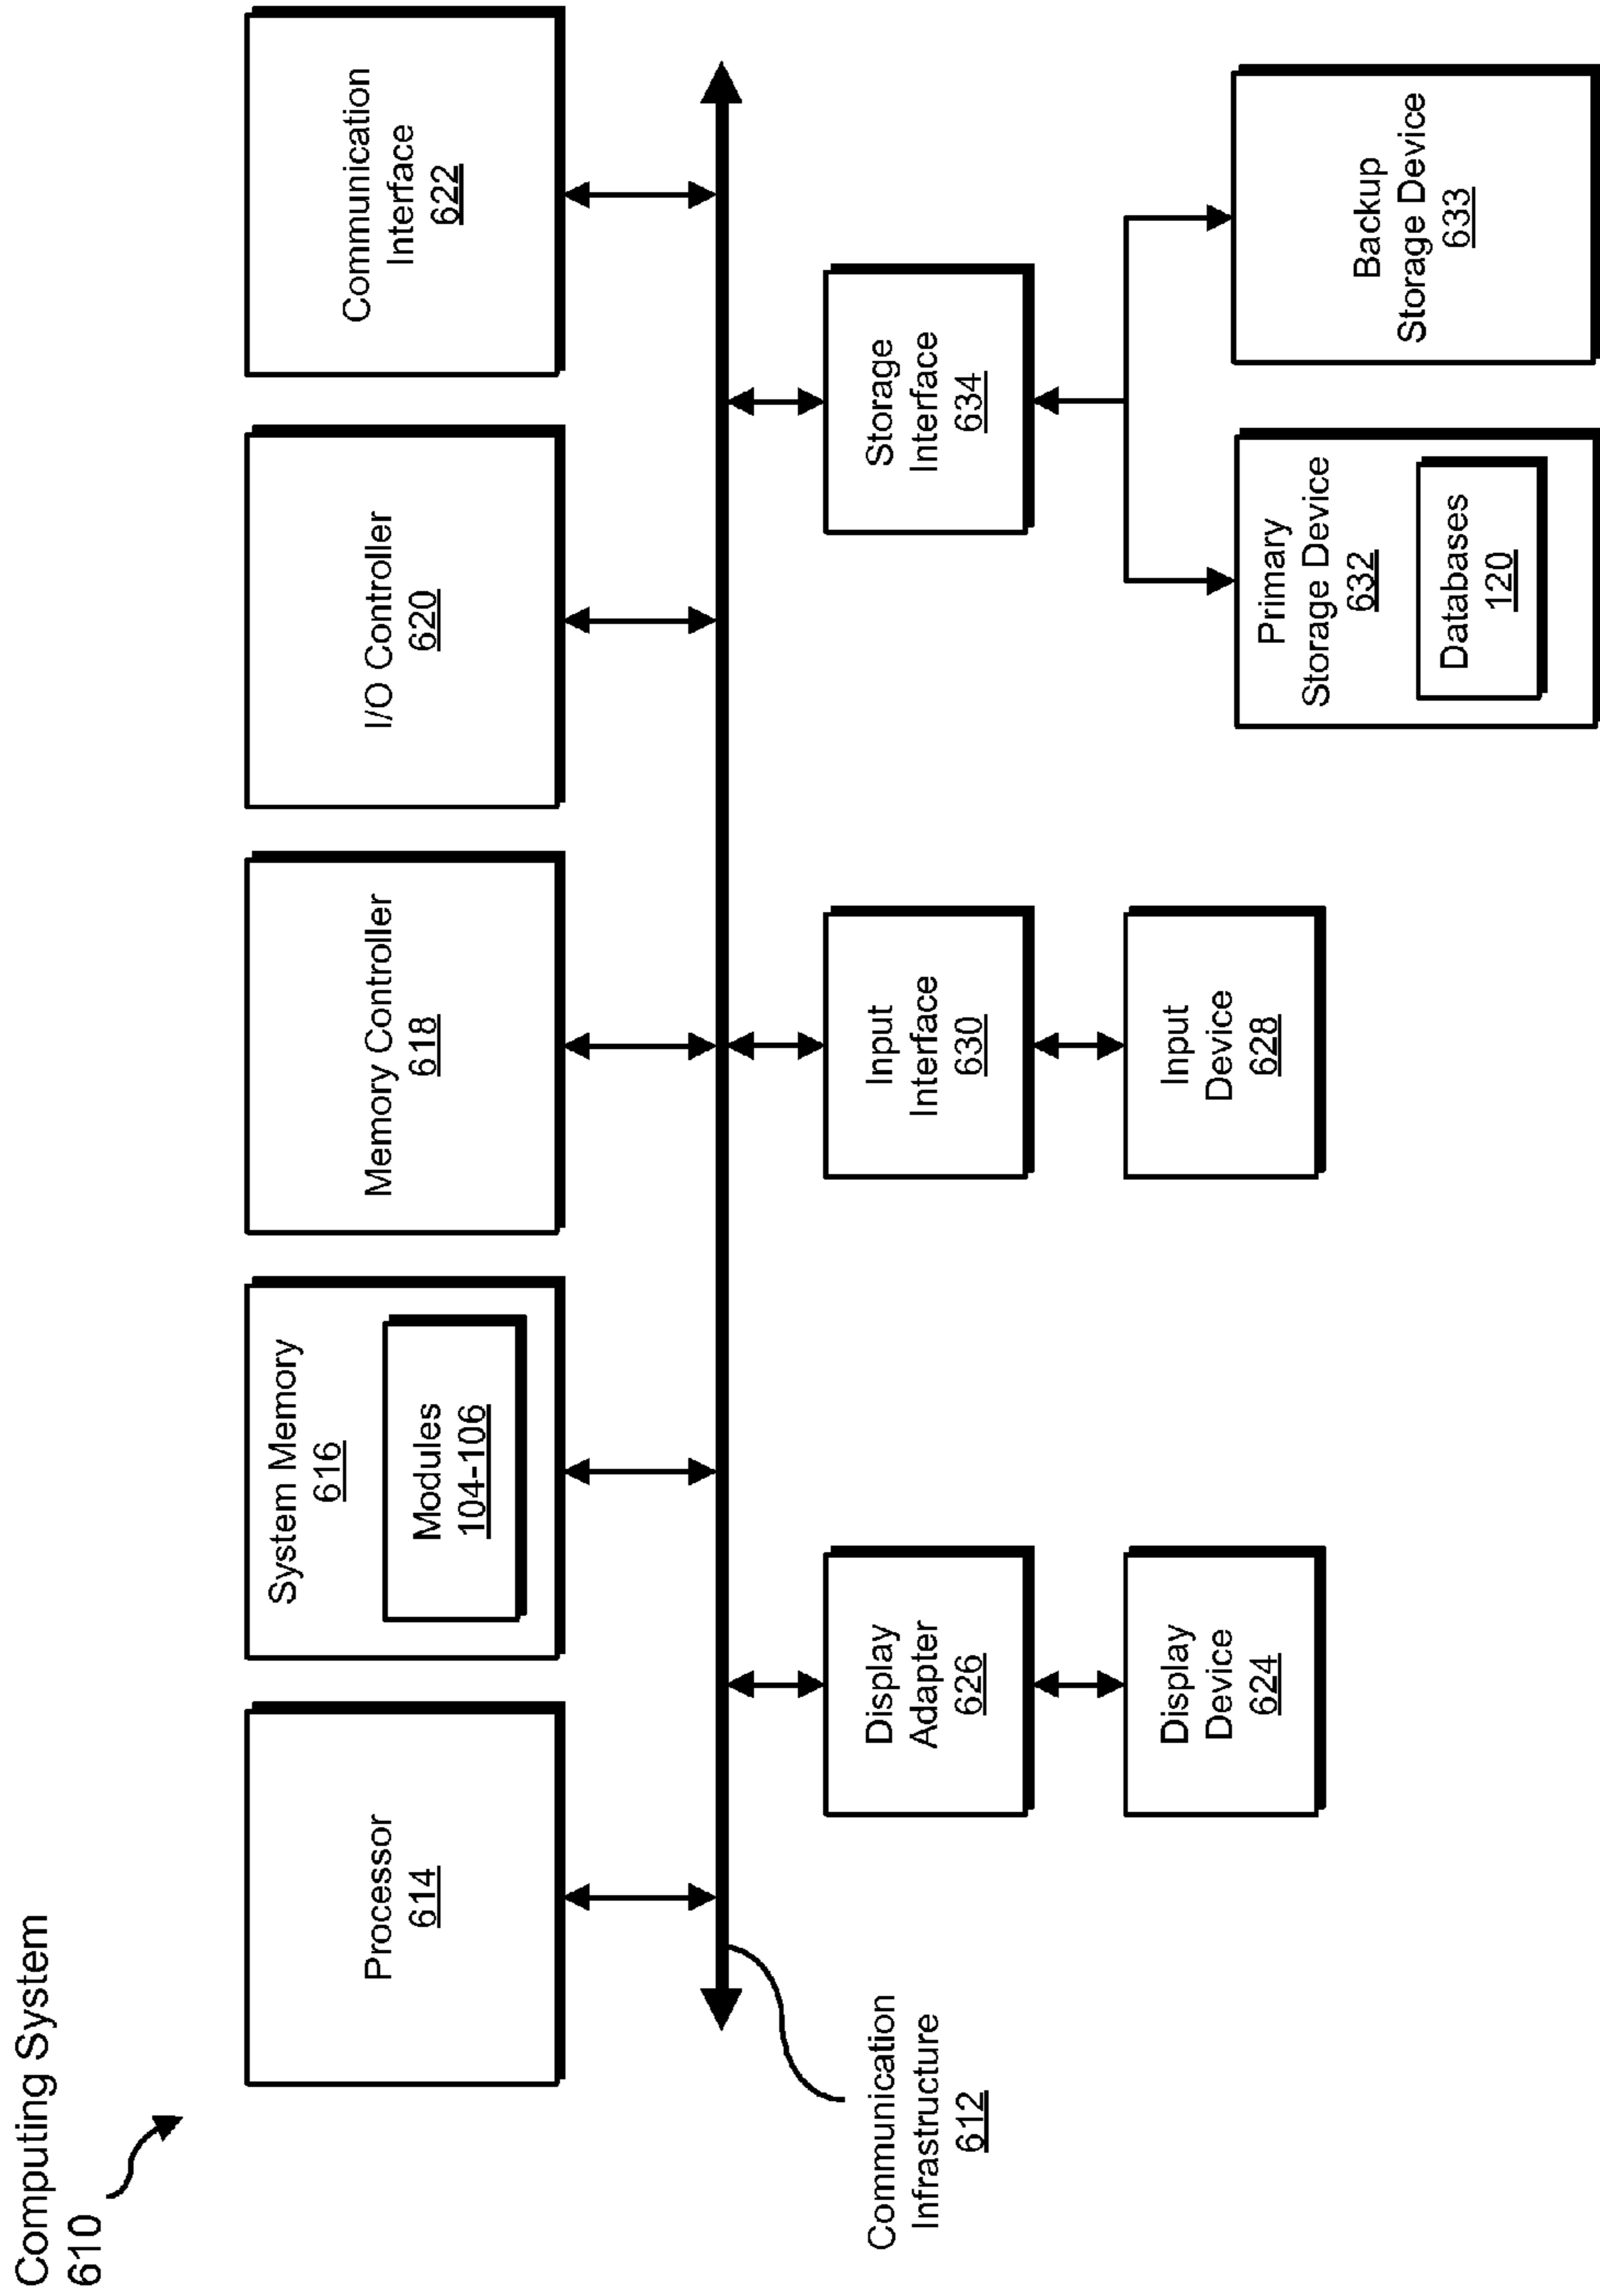 Computing System
610
Processor
614
System Memory
616
Modules
104-106
Memory Controller
618
I/O Controller
620
Communication
Interface
622
Communication
Infrastructure
612
Display
Adapter
626
Input
Interface
630
Storage
Interface
634
Display
Device
624
Input
Device
628
Primary
Storage Device
632
Databases
120
Backup
Storage Device
633